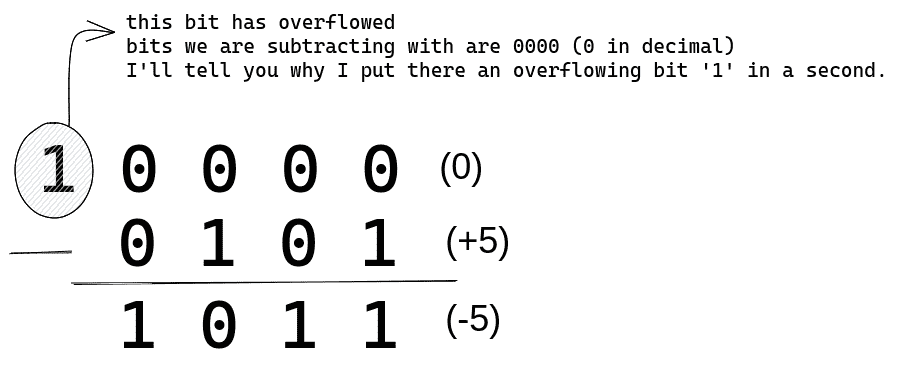 this bit has overflowed
bits we are subtracting with are 0000 (0 in decimal)
I'll tell you why I put there an overflowing bit '1' in a second.
1 0 0 0 0 (0)
0 1 0 1 (+5)
—
1 0 1 1 (-5)